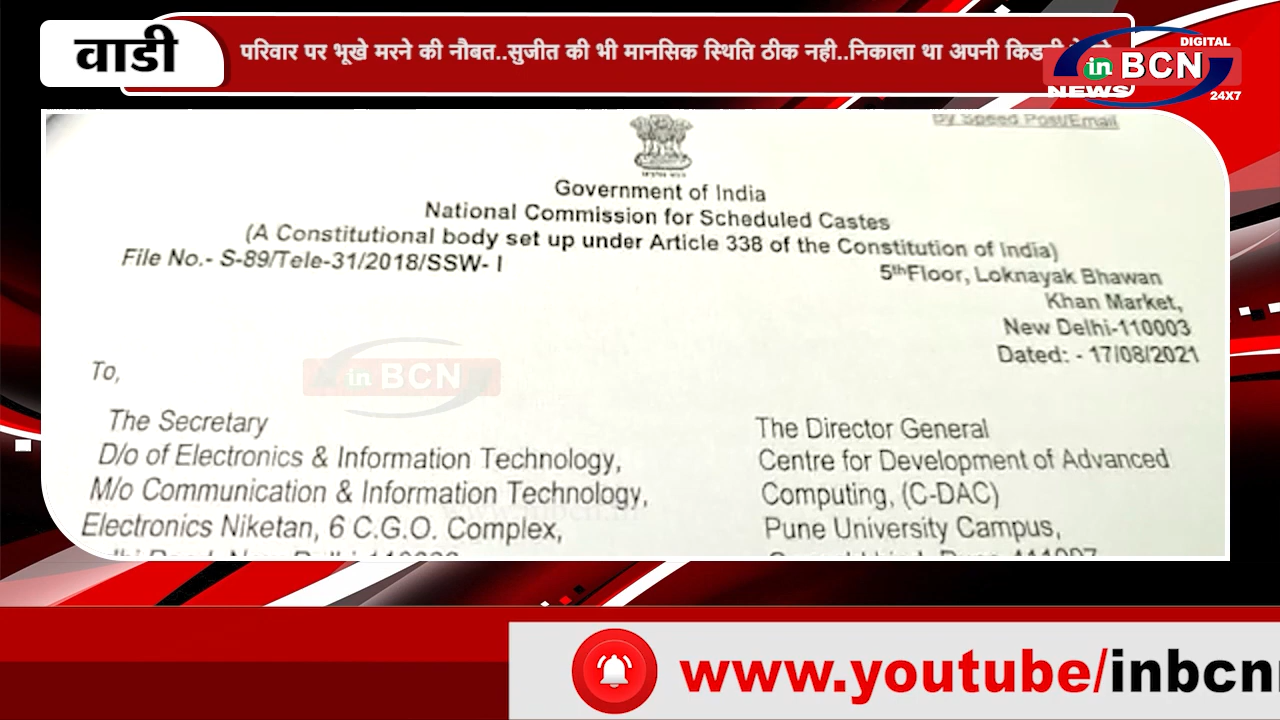 वाडी
परिवार पर भूखे मरने की नौबत..सुजीत की भी मानसिक स्थिति ठीक नही..निकाला था अपनी
DIGITAL
in BCN
NEWS
24X7
By Speed Post/Email
Government of India
National Commission for Scheduled Castes
(A Constitutional body set up under Article 338 of the Constitution of India)
File No.- S-89/Tele-31/2018/SSW- I
5thFloor, Loknayak Bhawan
Khan Market,
New Delhi-110003
Dated: - 17/08/2021
To,
in BCN
The Secretary
D/o of Electronics & Information Technology,
M/o Communication & Information Technology,
Electronics Niketan, 6 C.G.O. Complex,
The Director General
Centre for Development of Advanced
Computing, (C-DAC)
Pune University Campus,
www.youtube/inbcn